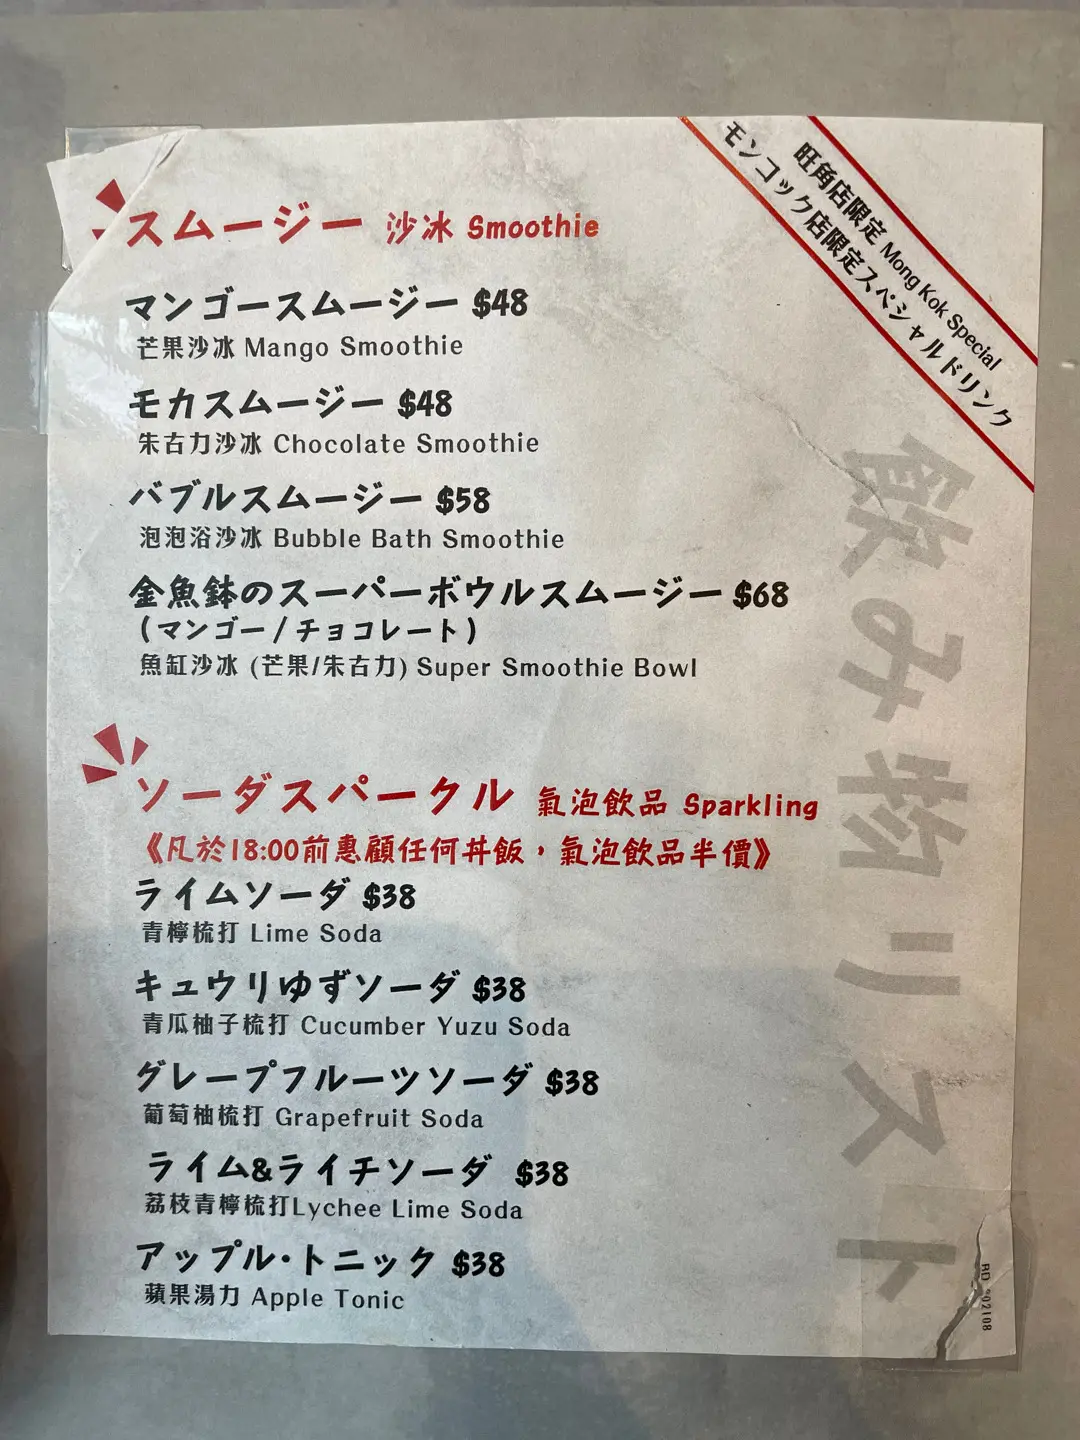 旺角店限定 Mong Kok Special
モンコック店限定スペシャルドリンク
スムージー 沙冰 Smoothie
マンゴースムージー $48
芒果沙冰 Mango Smoothie
モカスムージー $48
朱古力沙冰 Chocolate Smoothie
バブルスムージー $58
泡泡浴沙冰 Bubble Bath Smoothie
金魚鉢のスーパーボウルスムージー $68
(マンゴー/チョコレート)
魚缸沙冰 (芒果/朱古力) Super Smoothie Bowl
ソーダスパークル 氣泡飲品 Sparkling
《凡於18:00前惠顧任何丼飯，氣泡飲品半價》
ライムソーダ $38
青檸梳打 Lime Soda
キュウリゆずソーダ $38
青瓜柚子梳打 Cucumber Yuzu Soda
グレープフルーツソーダ $38
葡萄柚梳打 Grapefruit Soda
ライム&ライチソーダ $38
荔枝青檸梳打Lychee Lime Soda
アップル·トニック $38
蘋果湯力 Apple Tonic
飲み物リスト